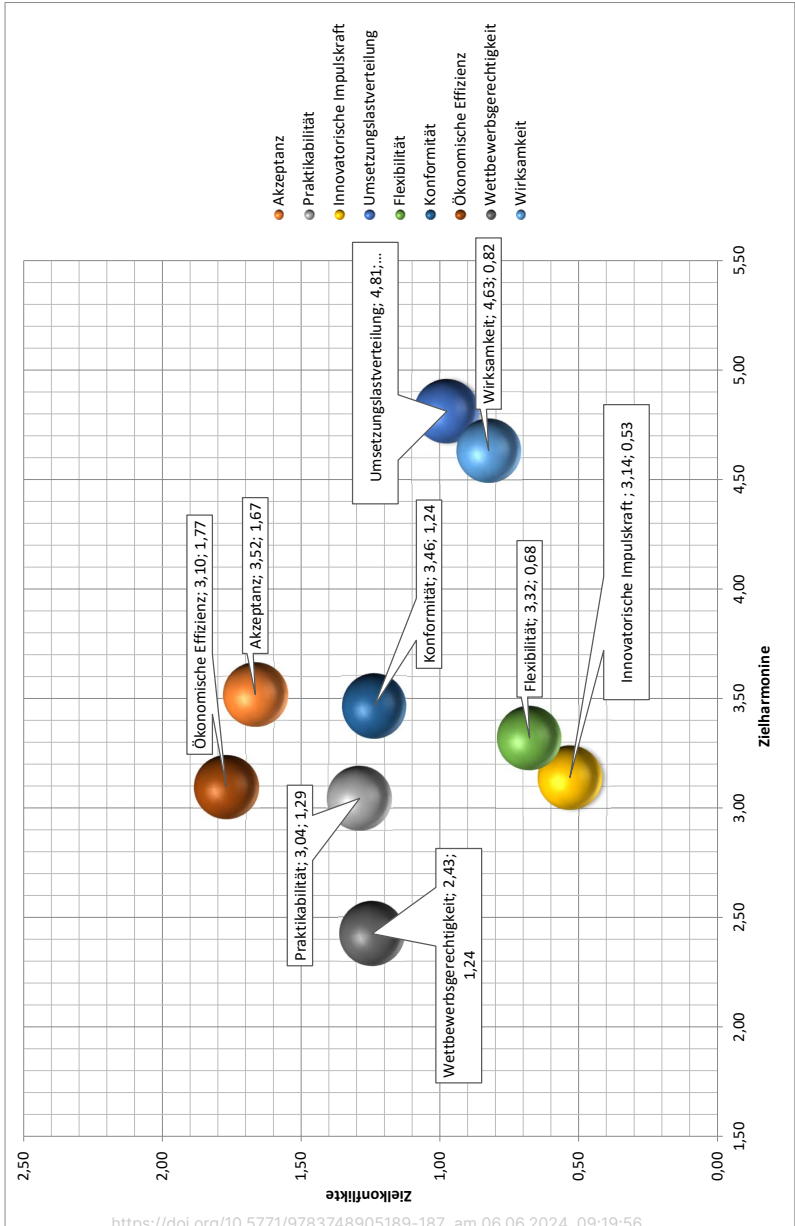 Akzeptanz
Praktikabilität
Innovatorische Impulskraft
Umsetzungslastverteilung
Flexibilität
Konformität
Ökonomische Effizienz
Wettbewerbsgerechtigkeit
Wirksamkeit
Ökonomische Effizienz; 3,10; 1,77
Akzeptanz; 3,52; 1,67
Praktikabilität; 3,04; 1,29
Konformität; 3,46; 1,24
Wettbewerbsgerechtigkeit; 2,43;
1,24
Umsetzungslastverteilung; 4,81;...
Wirksamkeit; 4,63; 0,82
Flexibilität; 3,32; 0,68
Innovatorische Impulskraft ; 3,14; 0,53
2,50
2,00
1,50
1,00
0,50
0,00
Zielkonflikte
1,50
2,00
2,50
3,00
3,50
4,00
4,50
5,00
5,50
Zielharmonine
https://doi.org/10.5771/9783748905189-187, am 06.06.2024, 09:19:56